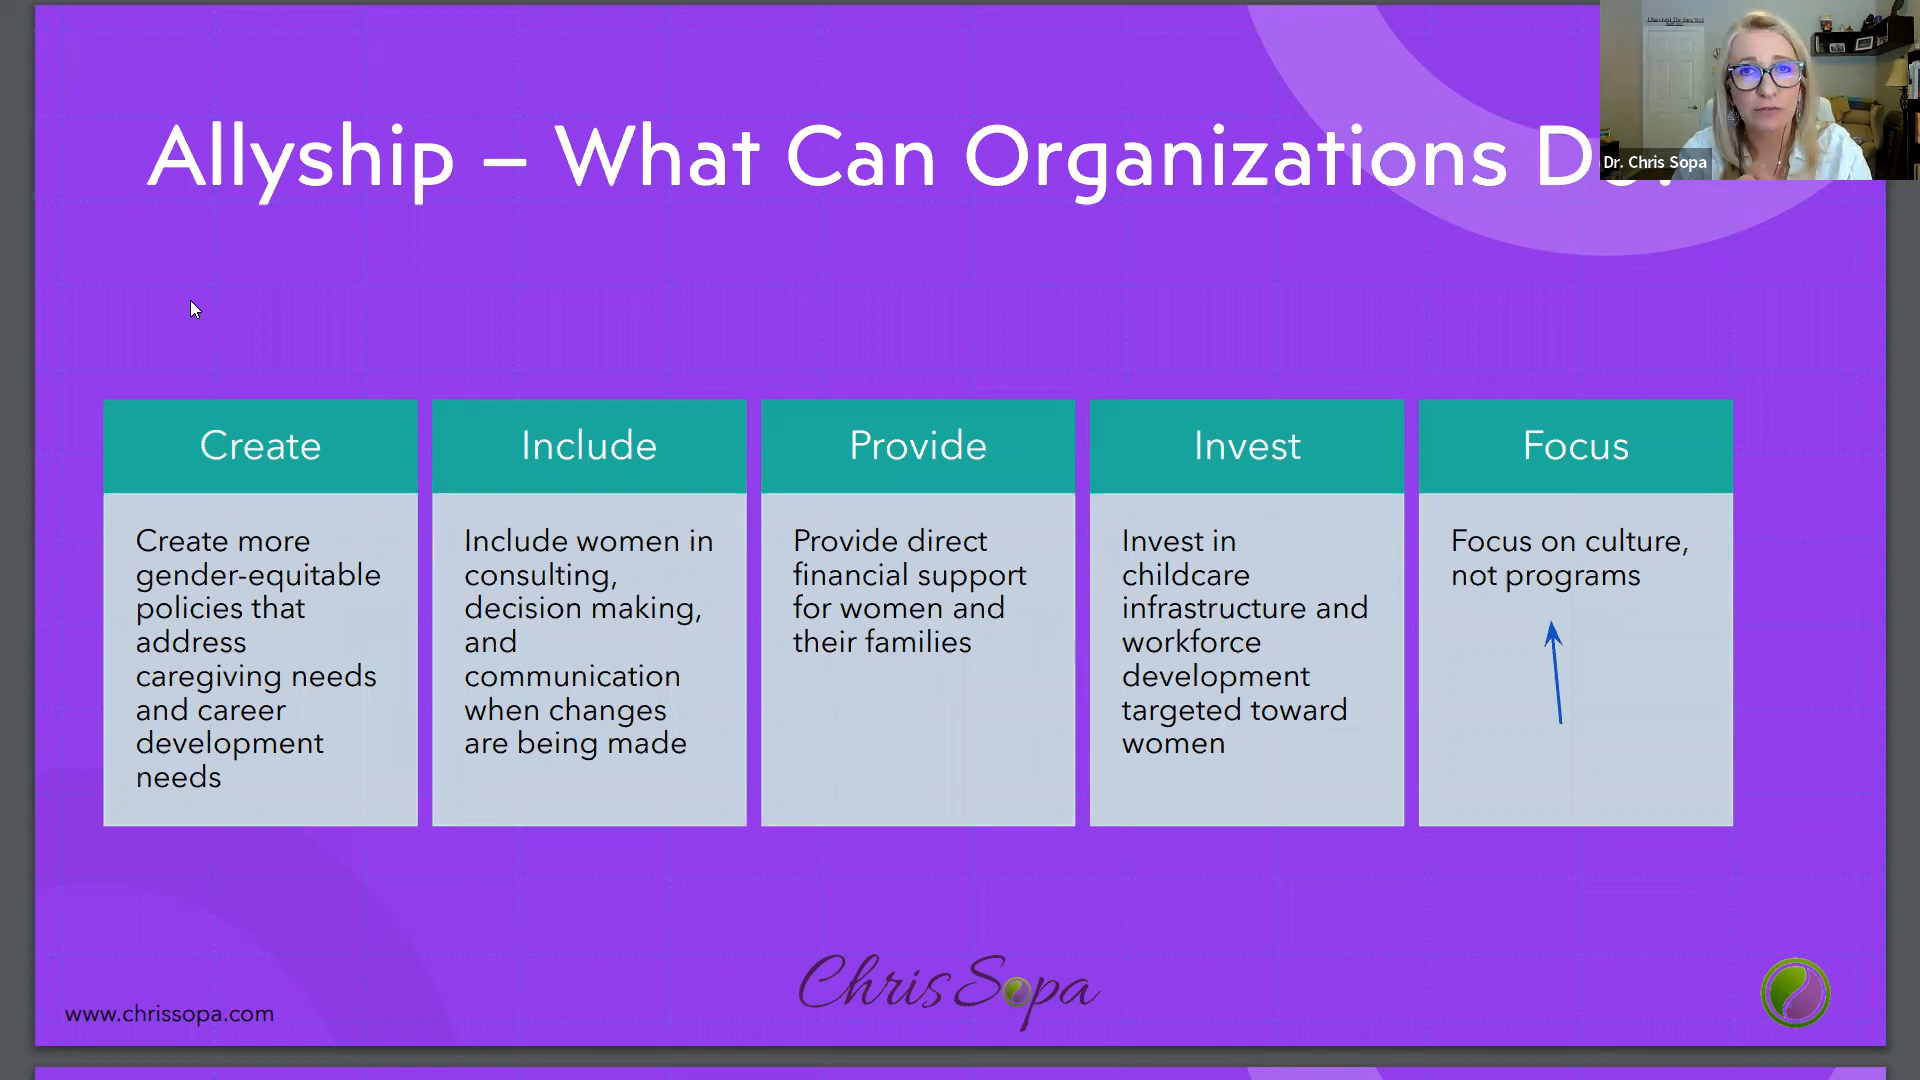 Allyship – What Can Organizations Do?
Dr. Chris Sopa
Create
Create more
gender-equitable
policies that
address
caregiving needs
and career
development
needs
Include
Include women in
consulting,
decision making,
and
communication
when changes
are being made
Provide
Provide direct
financial support
for women and
their families
Invest
Invest in
childcare
infrastructure and
workforce
development
targeted toward
women
Focus
Focus on culture,
not programs
www.chrissopa.com
Chris Sopa